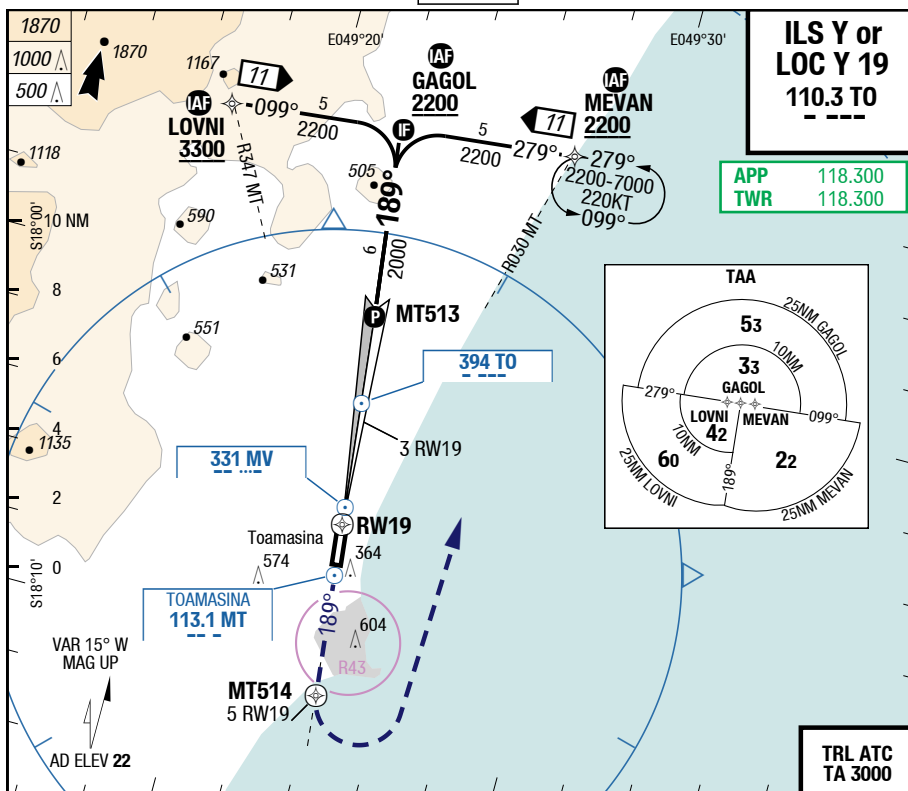 1870
1000
500
1870
1167
11
E049°20'
IAF
GAGOL
2200
E049°30'
ILS Y or
LOC Y 19
110.3 TO
IAF
LOVNI
3300
099°
5
2200
IF
5
2200
11
IAF
MEVAN
2200
279°
279°
2200-7000
220KT
099°
APP 118.300
TWR 118.300
1118
R347 MT
505
189°
S18°00'
10 NM
590
6
2000
R030 MT
531
8
MT513
P
551
6
394 TO
TAA
25NM GAGOL
53
10NM
33
GAGOL
279°
099°
LOVNI
MEVAN
42
10NM
60
22
189°
25NM LOVNI
25NM MEVAN
4
1135
3 RW19
331 MV
2
RW19
Toamasina
574
364
0
S18°10'
TOAMASINA
113.1 MT
189°
604
R43
VAR 15° W
MAG UP
MT514
5 RW19
AD ELEV 22
TRL ATC
TA 3000